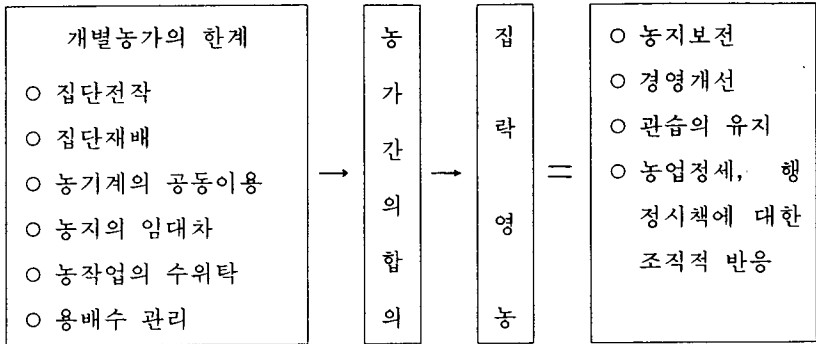 개별농가의 한계
○ 집단전작
○ 집단재배
○ 농기계의 공동이용
○ 농지의 임대차
○ 농작업의 수위탁
○ 용배수 관리
→
농가간의합의
→
집락영농
=
○ 농지보전
○ 경영개선
○ 관습의 유지
○ 농업정세, 행
정시책에 대한
조직적 반응